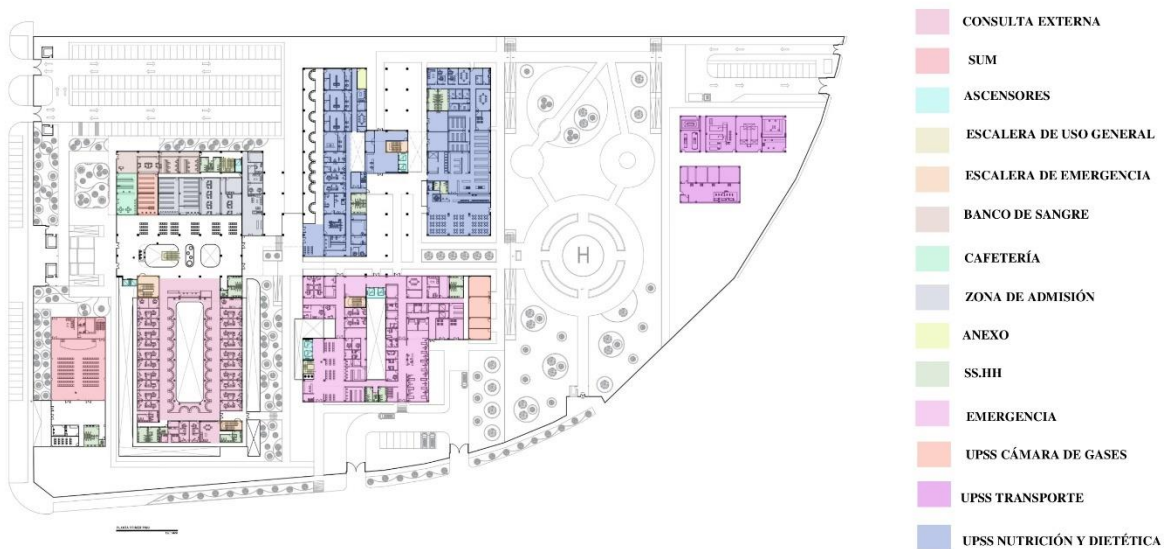 CONSULTA EXTERNA
SUM
ASCENSORES
ESCALERA DE USO GENERAL
ESCALERA DE EMERGENCIA
BANCO DE SANGRE
CAFETERÍA
ZONA DE ADMISIÓN
ANEXO
SS.HH
EMERGENCIA
UPSS CÁMARA DE GASES
UPSS TRANSPORTE
UPSS NUTRICIÓN Y DIETÉTICA
H